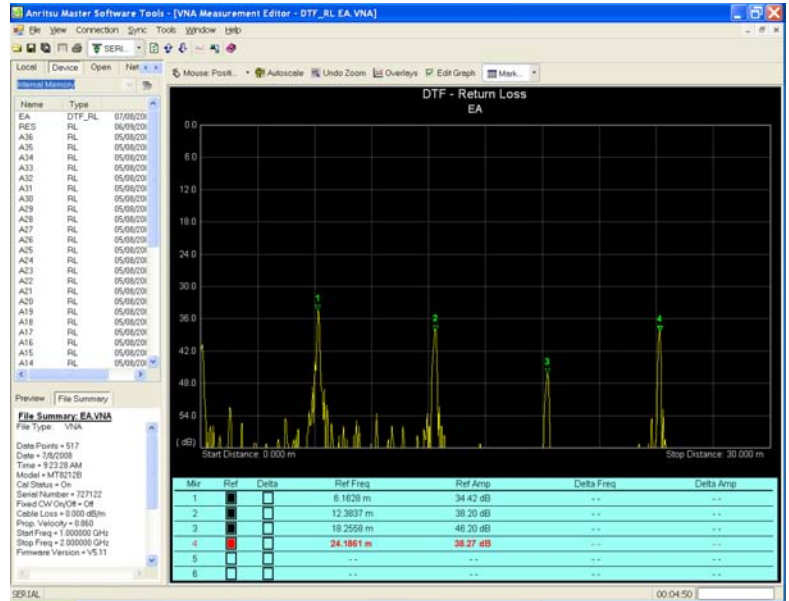 Anritsu Master Software Tools - [VNA Measurement Editor - DTF_RL EA.VNA]
File View Connection Sync Tools Window Help
SERI...
Local Device Open Net
Internal Memory
Mouse: Positi... Autoscale Undo Zoom Overlays Edit Graph Mark...
Name Type
EA DTF_RL 07/08/200
RES RL 06/09/200
A36 RL 05/08/200
A35 RL 05/08/200
A34 RL 05/08/200
A33 RL 05/08/200
A32 RL 05/08/200
A31 RL 05/08/200
A30 RL 05/08/200
A29 RL 05/08/200
A28 RL 05/08/200
A27 RL 05/08/200
A26 RL 05/08/200
A25 RL 05/08/200
A24 RL 05/08/200
A23 RL 05/08/200
A22 RL 05/08/200
A21 RL 05/08/200
A20 RL 05/08/200
A19 RL 05/08/200
A18 RL 05/08/200
A17 RL 05/08/200
A16 RL 05/08/200
A15 RL 05/08/200
A14 RL 05/08/200
Preview File Summary
File Summary: EA.VNA
File Type: VNA
Data Points = 517
Date = 7/8/2008
Time = 9:23:28 AM
Model = MT8212B
Cal Status = On
Serial Number = 727122
Fixed CW On/Off = Off
Cable Loss = 0.000 dB/m
Prop. Velocity = 0.860
Start Freq = 1.000000 GHz
Stop Freq = 2.000000 GHz
Firmware Version = V5.11
DTF - Return Loss
EA
0.0
6.0
12.0
18.0
24.0
30.0
36.0
42.0
48.0
54.0
(dB)
1
2
3
4
Start Distance: 0.000 m Stop Distance: 30.000 m
Mkr Ref Delta Ref Freq Ref Amp Delta Freq Delta Amp
1 6.1628 m 34.42 dB -- --
2 12.3837 m 38.20 dB -- --
3 18.2558 m 46.20 dB -- --
4 24.1861 m 38.27 dB -- --
5 -- -- -- --
6 -- -- -- --
SERIAL 00:04:50